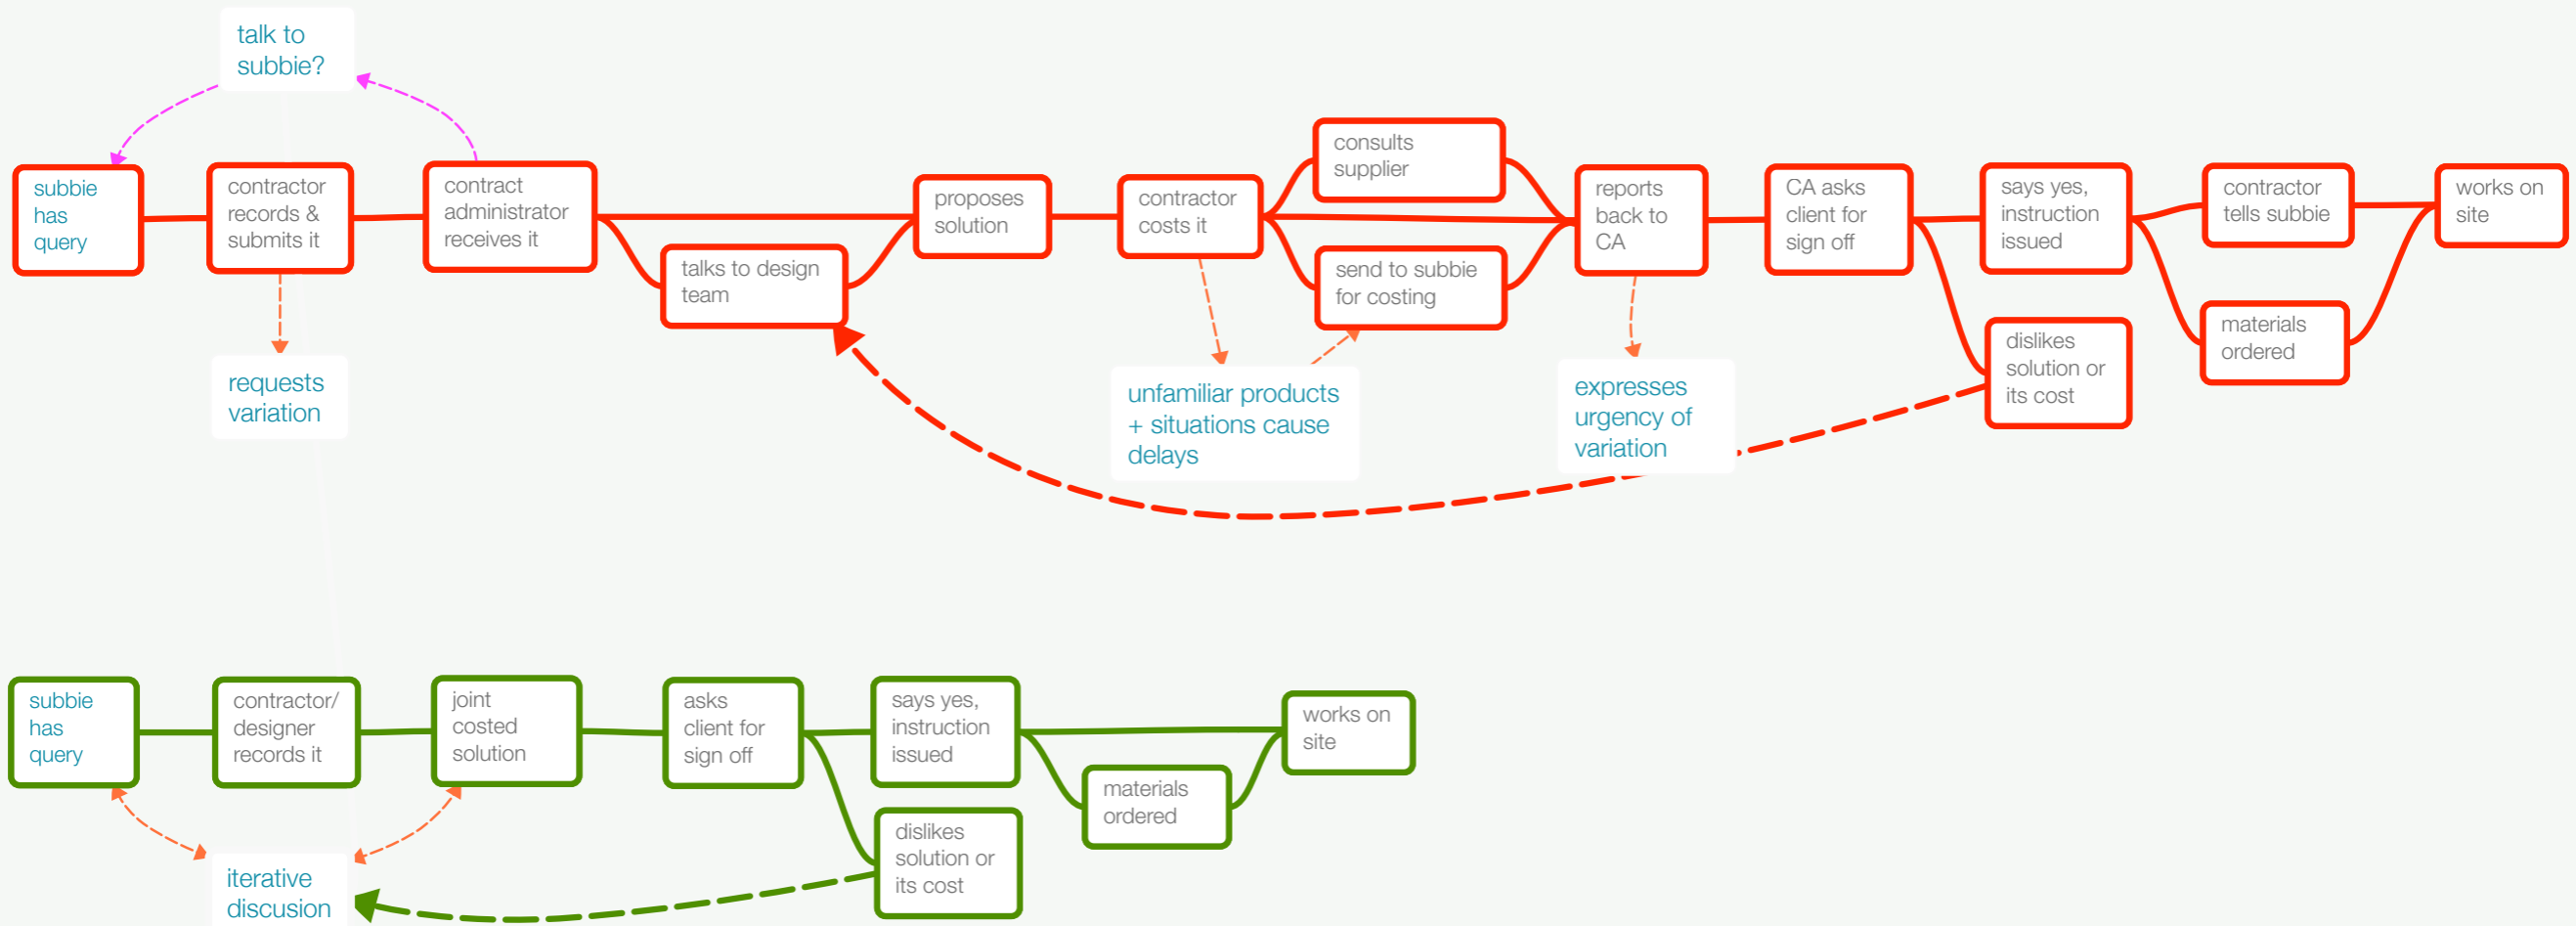 talk to
subbie?
subbie
has
query
contractor
records &
submits it
contract
administrator
receives it
talks to design
team
proposes
solution
contractor
costs it
consults
supplier
send to subbie
for costing
reports
back to
CA
CA asks
client for
sign off
says yes,
instruction
issued
dislikes
solution or
its cost
contractor
tells subbie
materials
ordered
works on
site
requests
variation
unfamiliar products
+ situations cause
delays
expresses
urgency of
variation
subbie
has
query
contractor/
designer
records it
joint
costed
solution
asks
client for
sign off
says yes,
instruction
issued
dislikes
solution or
its cost
materials
ordered
works on
site
iterative
discusion